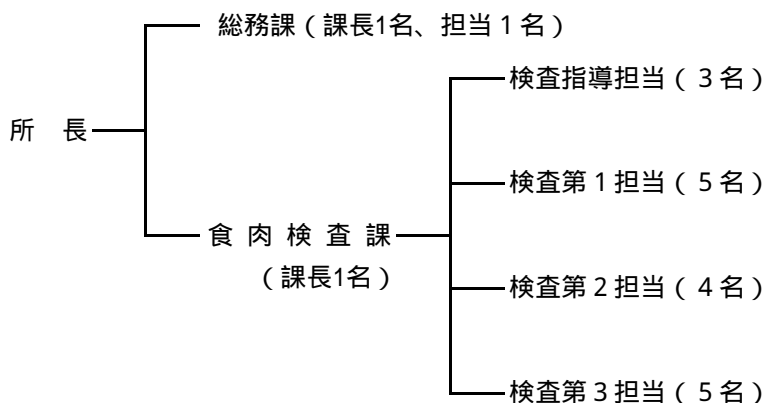 総務課（課長1名、担当１名）
検査指導担当（３名）
所　長
検査第１担当（５名）
食 肉 検 査 課
（課長1名）
検査第２担当（４名）
検査第３担当（５名）